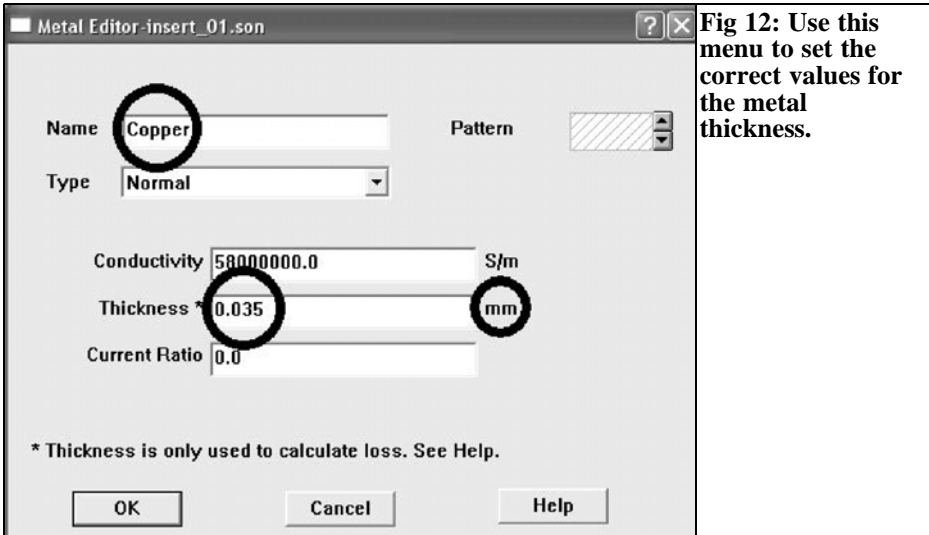 Metal Editor-insert_01.son
Name Copper Pattern
Type Normal
Conductivity 58000000.0 S/m
Thickness * 0.035 mm
Current Ratio 0.0
* Thickness is only used to calculate loss. See Help.
OK Cancel Help
Fig 12: Use this
menu to set the
correct values for
the metal
thickness.